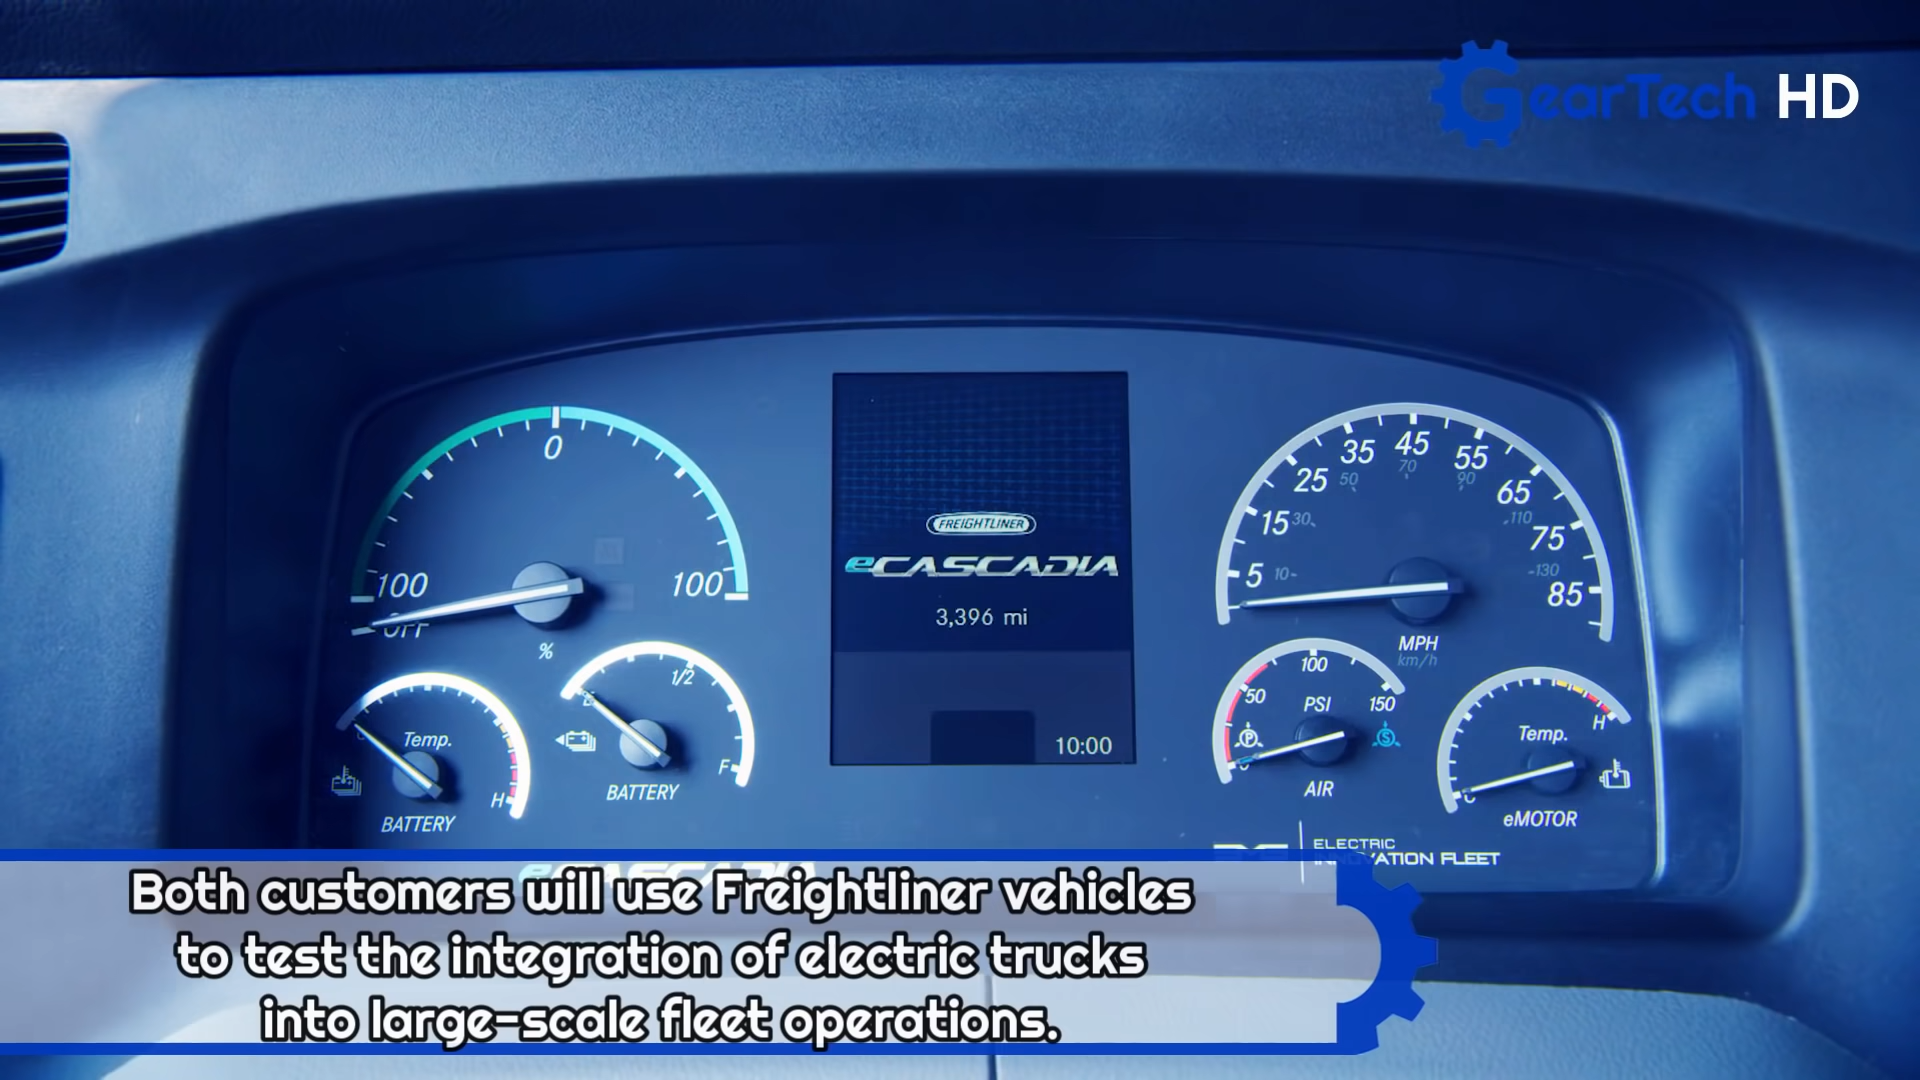 GearTech HD
0
100
100
OFF
%
Temp.
H
BATTERY
1/2
F
BATTERY
FREIGHTLINER
eCASCADIA
3,396 mi
10:00
5
15
25
35
45
55
65
75
85
10
30
50
70
90
110
130
MPH
km/h
50
100
150
PSI
P
S
AIR
Temp.
C
H
eMOTOR
ELECTRIC
INNOVATION FLEET
eCASCADIA
Both customers will use Freightliner vehicles
to test the integration of electric trucks
into large-scale fleet operations.